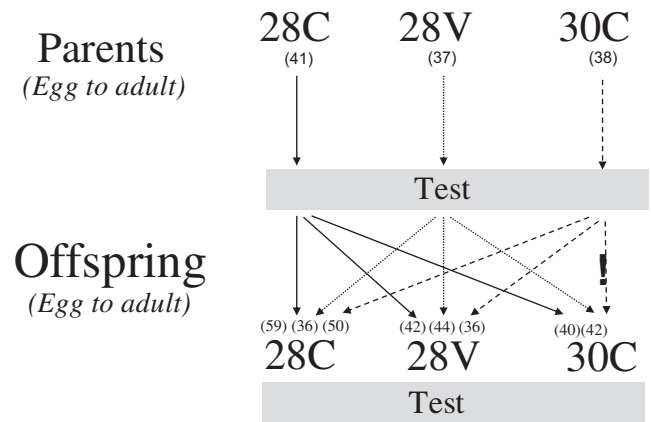 Parents
(Egg to adult)
28C 28V 30C
(41) (37) (38)
Test
Offspring
(Egg to adult)
!
(59) (36) (50) (42) (44) (36) (40)(42)
28C 28V 30C
Test